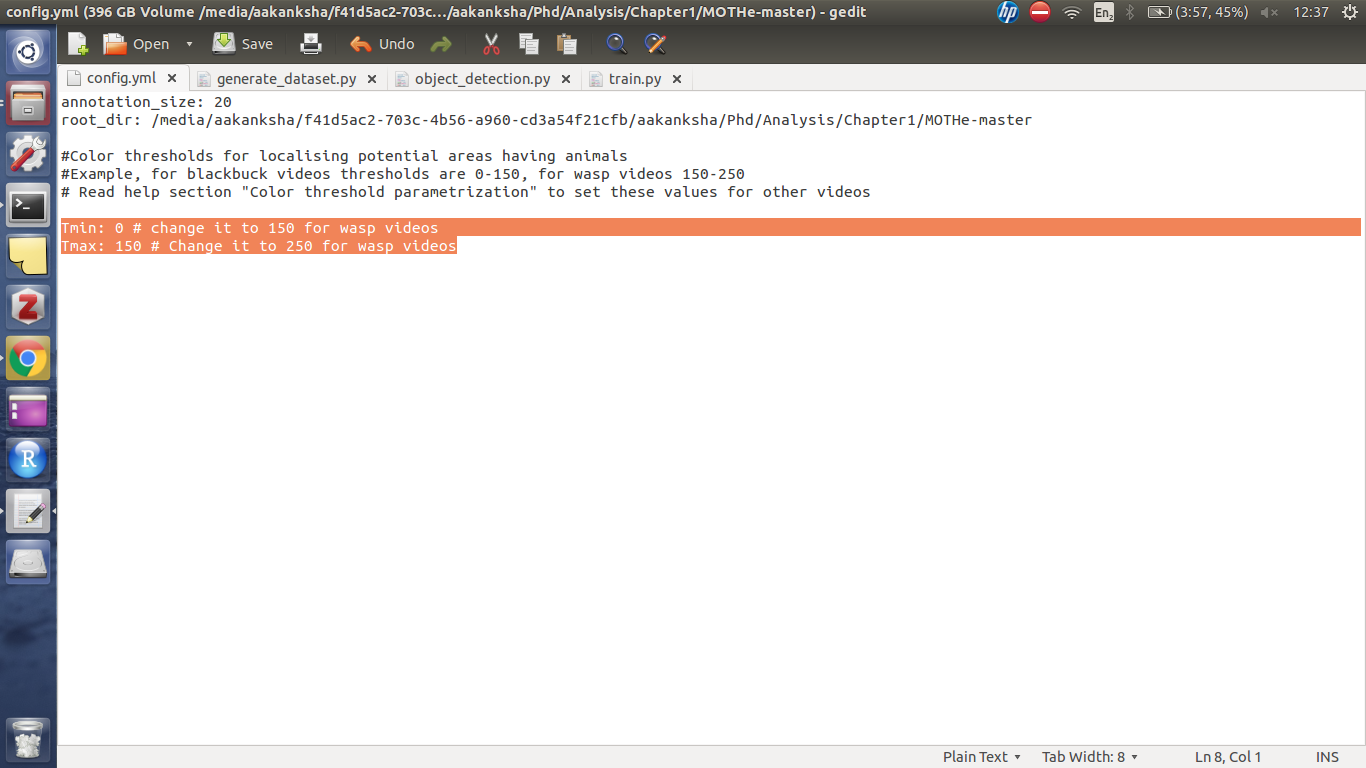 config.yml (396 GB Volume /media/aakanksha/f41d5ac2-703c.../aakanksha/Phd/Analysis/Chapter1/MOTHe-master) - gedit
hp
En2
(3:57, 45%)
12:37
Open
Save
Undo
config.yml
generate_dataset.py
object_detection.py
train.py
annotation_size: 20
root_dir: /media/aakanksha/f41d5ac2-703c-4b56-a960-cd3a54f21cfb/aakanksha/Phd/Analysis/Chapter1/MOTHe-master
#Color thresholds for localising potential areas having animals
#Example, for blackbuck videos thresholds are 0-150, for wasp videos 150-250
# Read help section "Color threshold parametrization" to set these values for other videos
Tmin: 0 # change it to 150 for wasp videos
Tmax: 150 # Change it to 250 for wasp videos
Z
R
Plain Text
Tab Width: 8
Ln 8, Col 1
INS